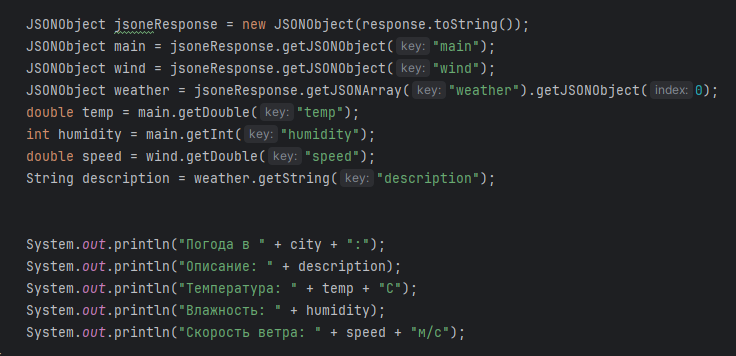 JSONObject jsoneResponse = new JSONObject(response.toString());
JSONObject main = jsoneResponse.getJSONObject( key: "main");
JSONObject wind = jsoneResponse.getJSONObject( key: "wind");
JSONObject weather = jsoneResponse.getJSONArray( key: "weather").getJSONObject( index: 0);
double temp = main.getDouble( key: "temp");
int humidity = main.getInt( key: "humidity");
double speed = wind.getDouble( key: "speed");
String description = weather.getString( key: "description");
System.out.println("Погода в " + city + ":");
System.out.println("Описание: " + description);
System.out.println("Температура: " + temp + "C");
System.out.println("Влажность: " + humidity);
System.out.println("Скорость ветра: " + speed + "м/с");